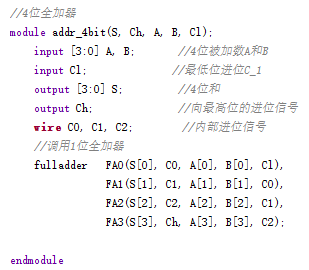 //4位全加器
module addr_4bit(S, Ch, A, B, Cl);
input [3:0] A, B; //4位被加数A和B
input Cl; //最低位进位C_1
output [3:0] S; //4位和
output Ch; //向最高位的进位信号
wire C0, C1, C2; //内部进位信号
//调用1位全加器
fulladder FA0(S[0], C0, A[0], B[0], Cl),
FA1(S[1], C1, A[1], B[1], C0),
FA2(S[2], C2, A[2], B[2], C1),
FA3(S[3], Ch, A[3], B[3], C2);
endmodule